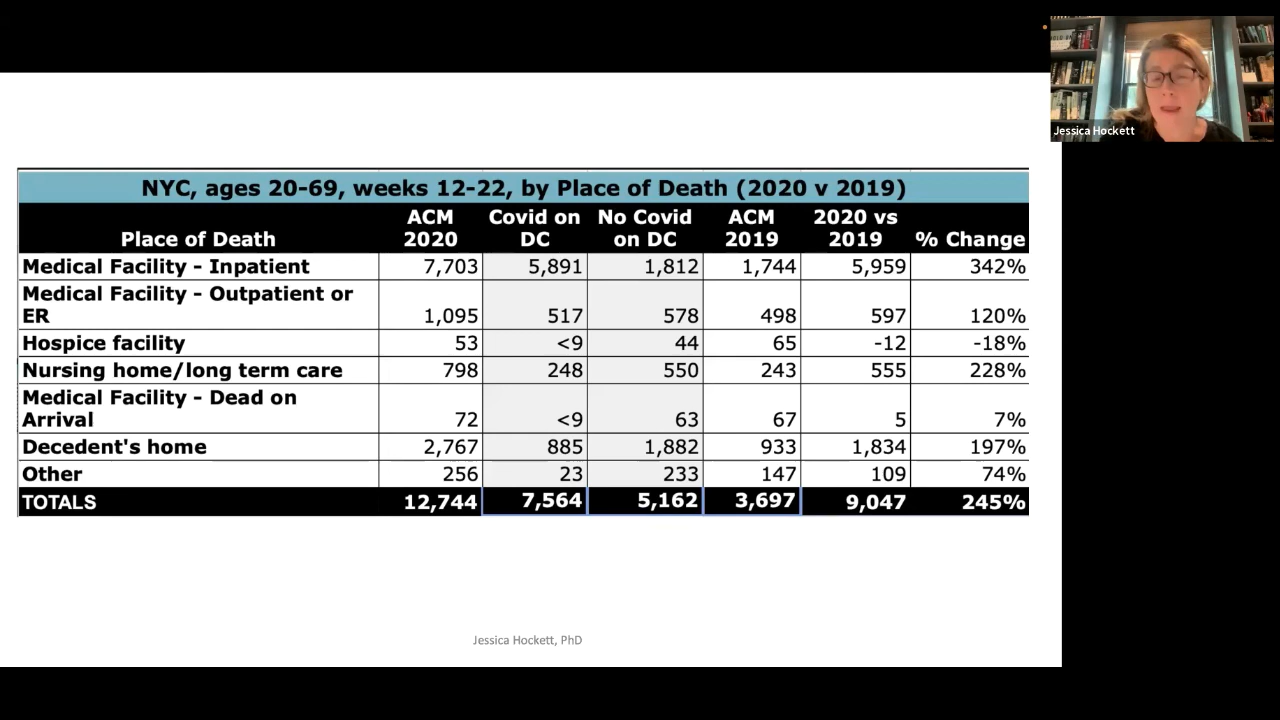 Jessica Hockett
NYC, ages 20-69, weeks 12-22, by Place of Death (2020 v 2019)
Place of Death ACM 2020 Covid on DC No Covid on DC ACM 2019 2020 vs 2019 % Change
Medical Facility - Inpatient 7,703 5,891 1,812 1,744 5,959 342%
Medical Facility - Outpatient or
ER 1,095 517 578 498 597 120%
Hospice facility 53 <9 44 65 -12 -18%
Nursing home/long term care 798 248 550 243 555 228%
Medical Facility - Dead on
Arrival 72 <9 63 67 5 7%
Decedent's home 2,767 885 1,882 933 1,834 197%
Other 256 23 233 147 109 74%
TOTALS 12,744 7,564 5,162 3,697 9,047 245%
Jessica Hockett, PhD